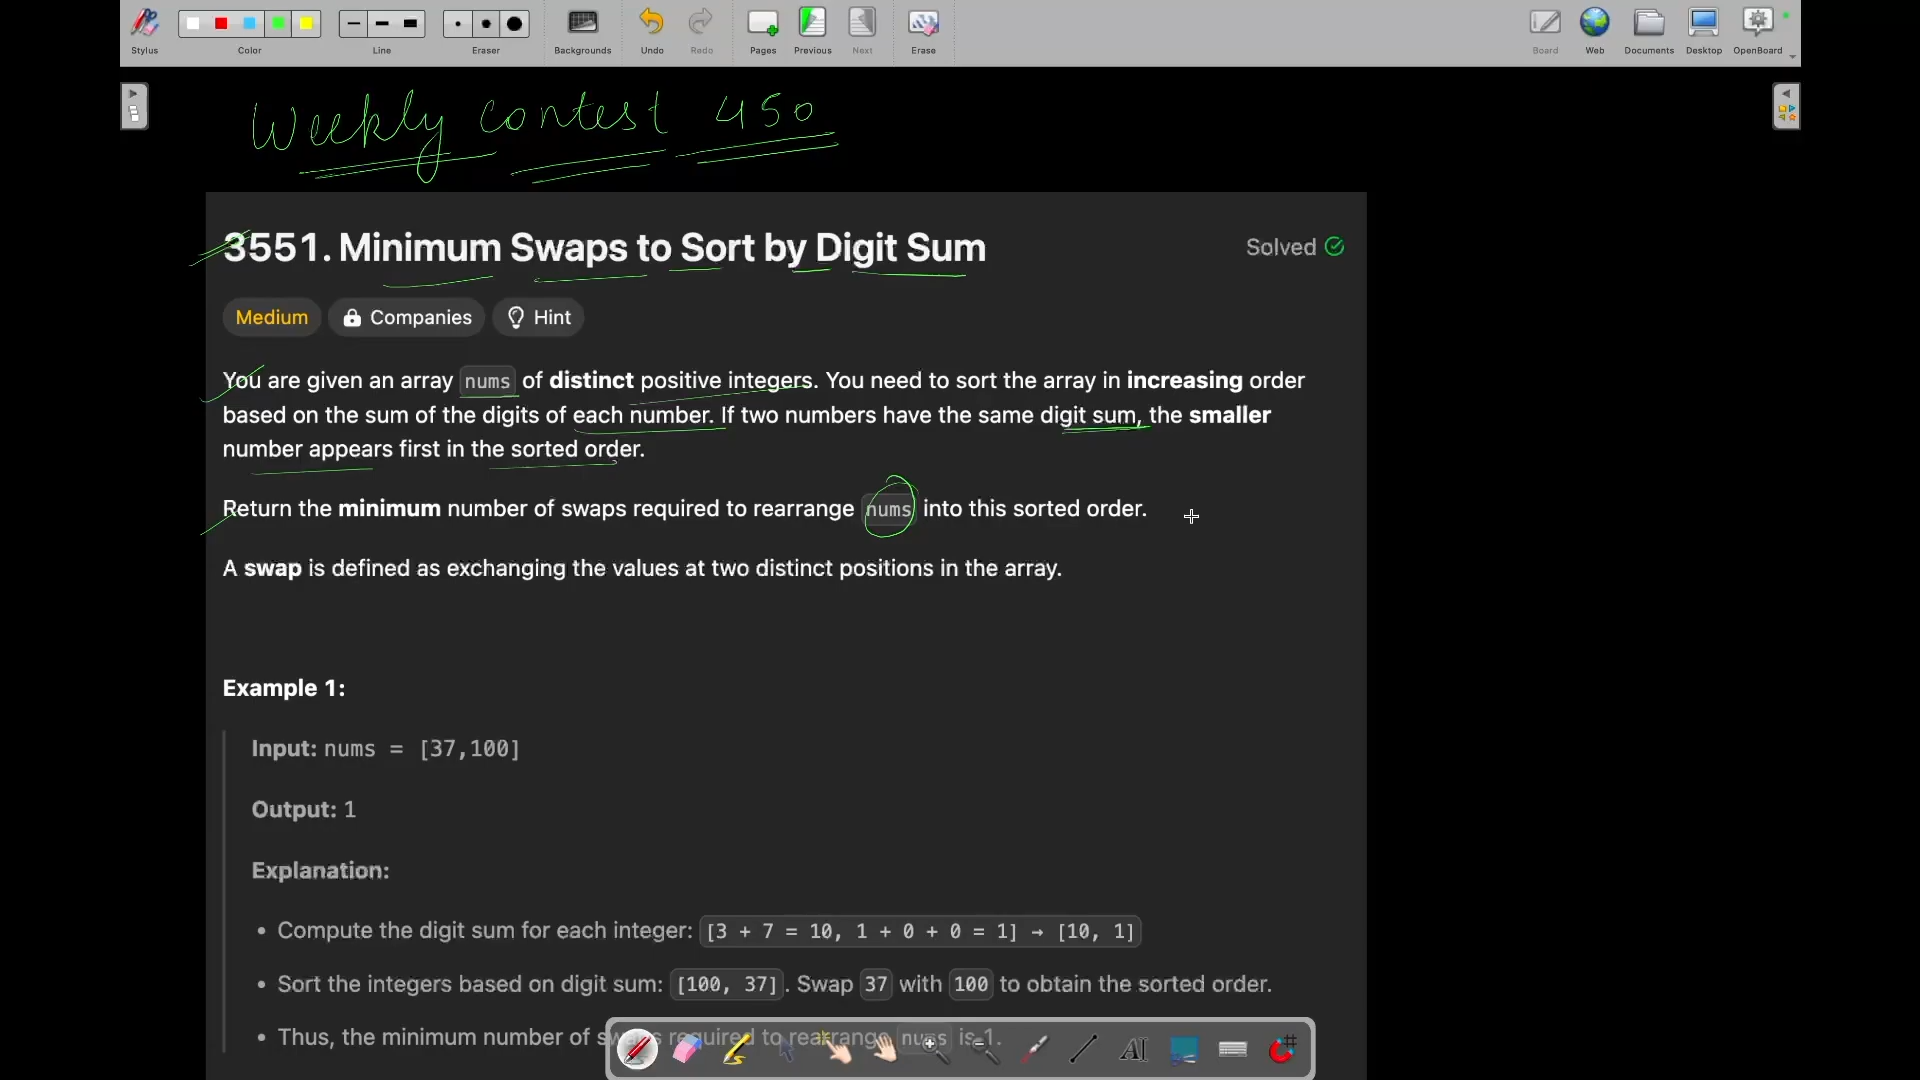 Stylus Color Line Eraser Backgrounds Undo Redo Pages Previous Next Erase Board Web Documents Desktop OpenBoard
Weekly contest 450
3551. Minimum Swaps to Sort by Digit Sum
Solved
Medium Companies Hint
You are given an array nums of distinct positive integers. You need to sort the array in increasing order
based on the sum of the digits of each number. If two numbers have the same digit sum, the smaller
number appears first in the sorted order.
Return the minimum number of swaps required to rearrange nums into this sorted order.
A swap is defined as exchanging the values at two distinct positions in the array.
Example 1:
Input: nums = [37,100]
Output: 1
Explanation:
• Compute the digit sum for each integer: [3 + 7 = 10, 1 + 0 + 0 = 1] → [10, 1]
• Sort the integers based on digit sum: [100, 37]. Swap 37 with 100 to obtain the sorted order.
• Thus, the minimum number of swaps required to rearrange nums is 1.
AI